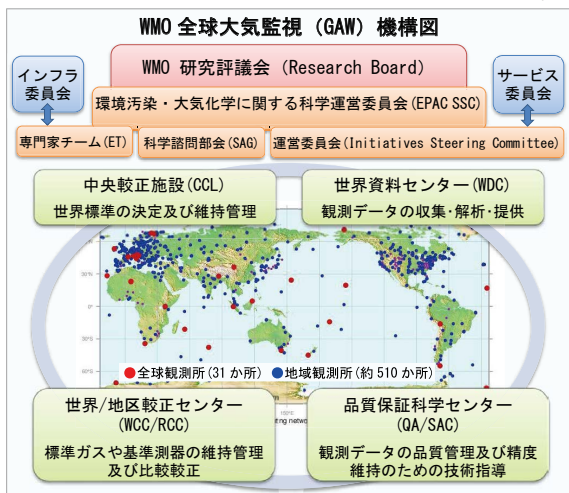 WMO 全球大気監視 (GAW) 機構図
インフラ
委員会
WMO 研究評議会 (Research Board)
サービス
委員会
環境汚染・大気化学に関する科学運営委員会(EPAC SSC)
専門家チーム(ET)
科学諮問部会(SAG)
運営委員会(Initiatives Steering Committee)
中央較正施設(CCL)
世界標準の決定及び維持管理
世界資料センター(WDC)
観測データの収集・解析・提供
30°N
0°
30°S
60°S
全球観測所(31 か所)
地域観測所(約 510 か所)
世界/地区較正センター
(WCC/RCC)
標準ガスや基準測器の維持管理
及び比較較正
180°C
ting netwo
品質保証科学センター
(QA/SAC)
観測データの品質管理及び精度
維持のための技術指導